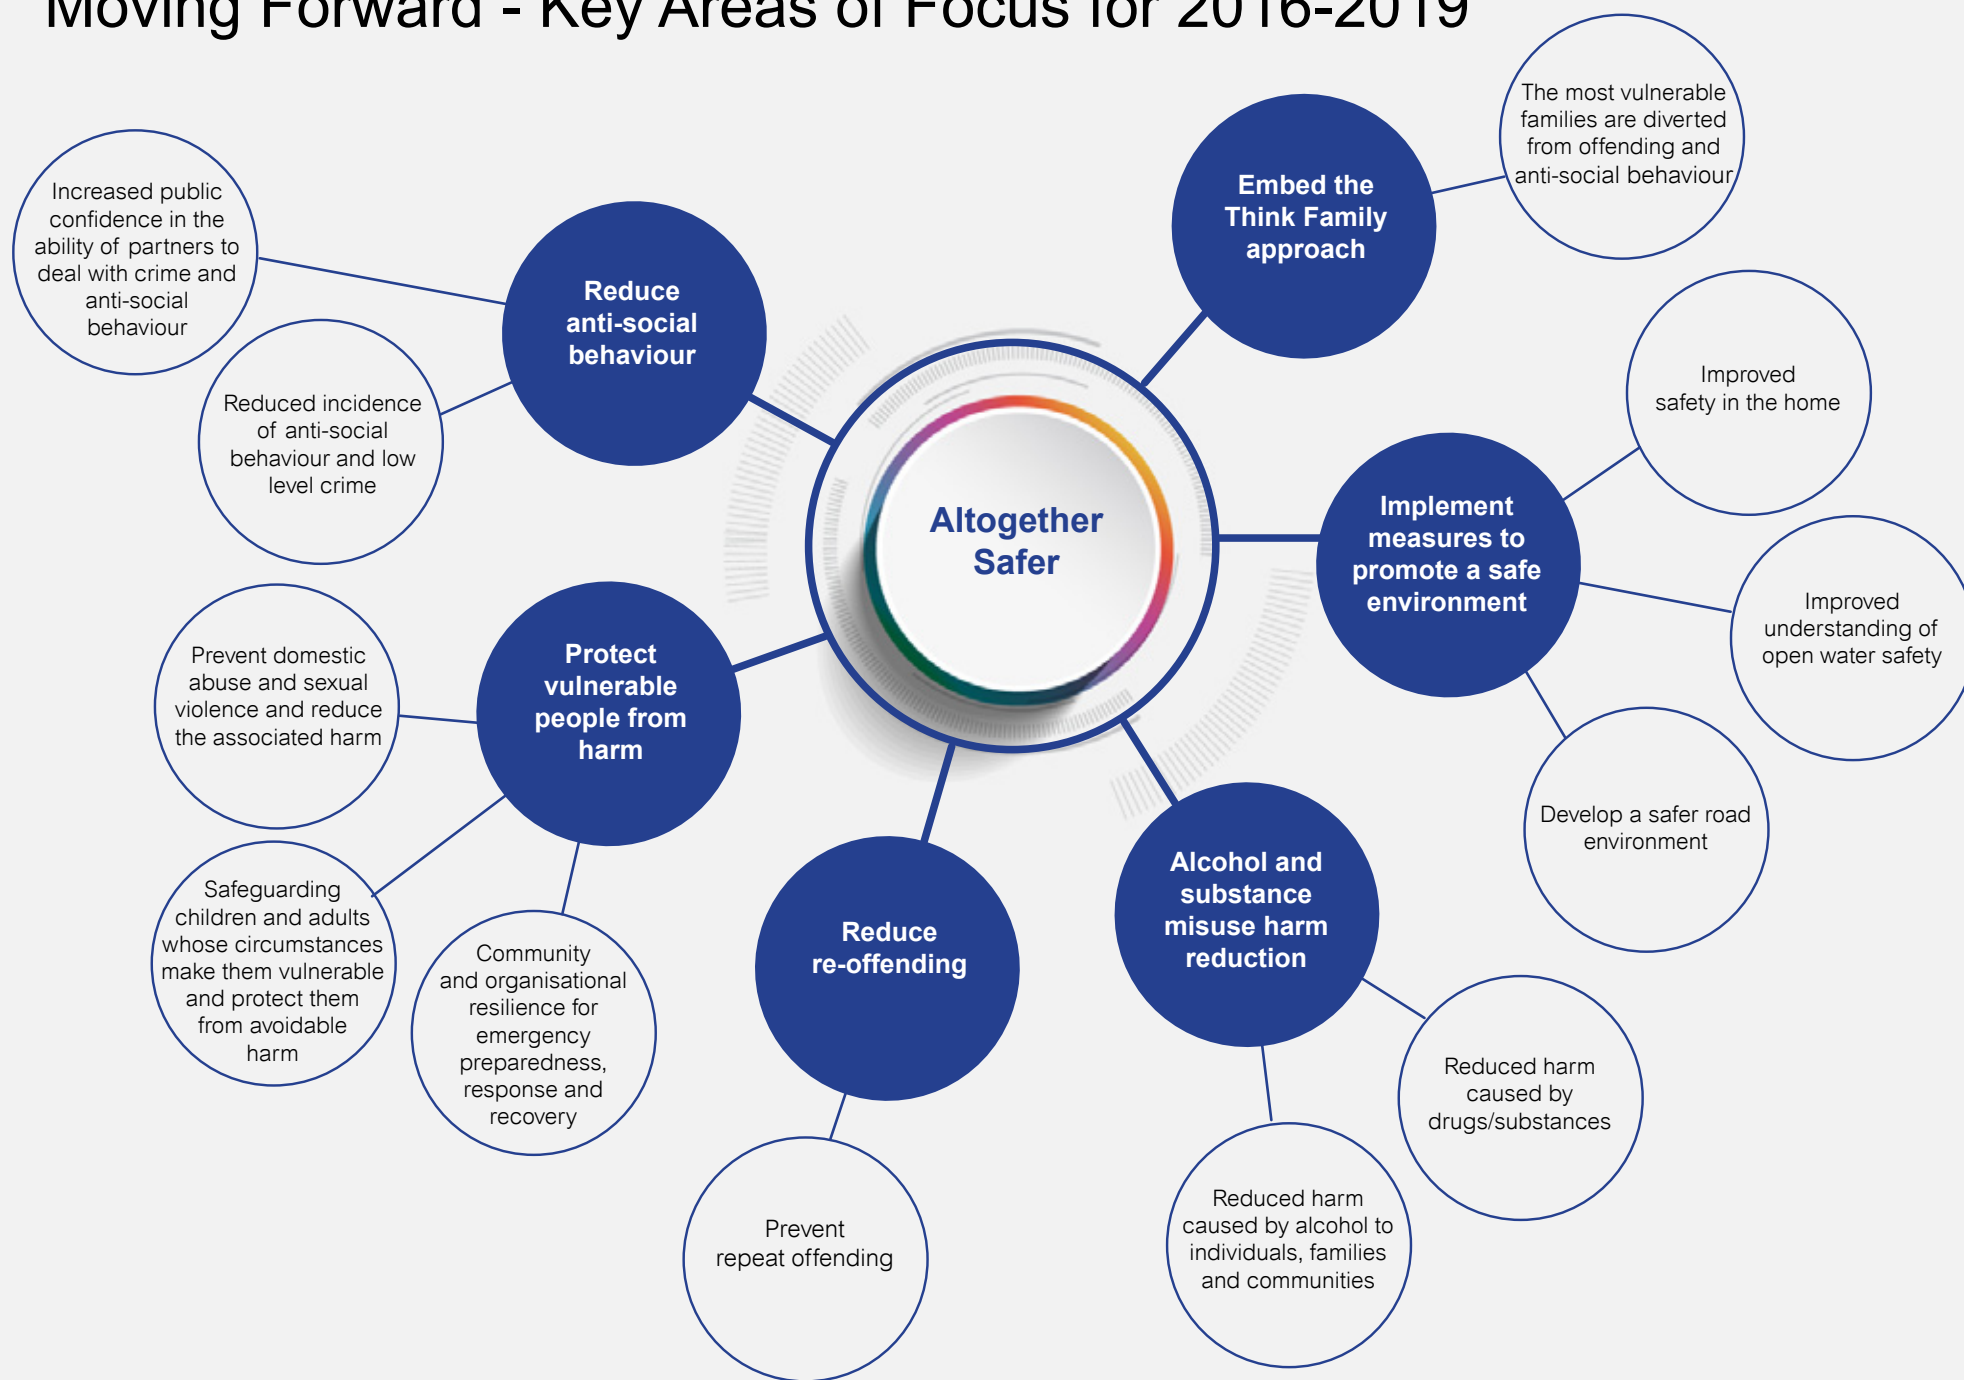 Moving Forward - Key Areas of Focus for 2016-2019
Altogether
Safer
Embed the
Think Family
approach
The most vulnerable
families are diverted
from offending and
anti-social behaviour
Implement
measures to
promote a safe
environment
Improved
safety in the home
Improved
understanding of
open water safety
Develop a safer road
environment
Alcohol and
substance
misuse harm
reduction
Reduced harm
caused by
drugs/substances
Reduced harm
caused by alcohol to
individuals, families
and communities
Reduce
re-offending
Prevent
repeat offending
Protect
vulnerable
people from
harm
Community
and organisational
resilience for
emergency
preparedness,
response and
recovery
Safeguarding
children and adults
whose circumstances
make them vulnerable
and protect them
from avoidable
harm
Prevent domestic
abuse and sexual
violence and reduce
the associated harm
Reduce
anti-social
behaviour
Reduced incidence
of anti-social
behaviour and low
level crime
Increased public
confidence in the
ability of partners to
deal with crime and
anti-social
behaviour